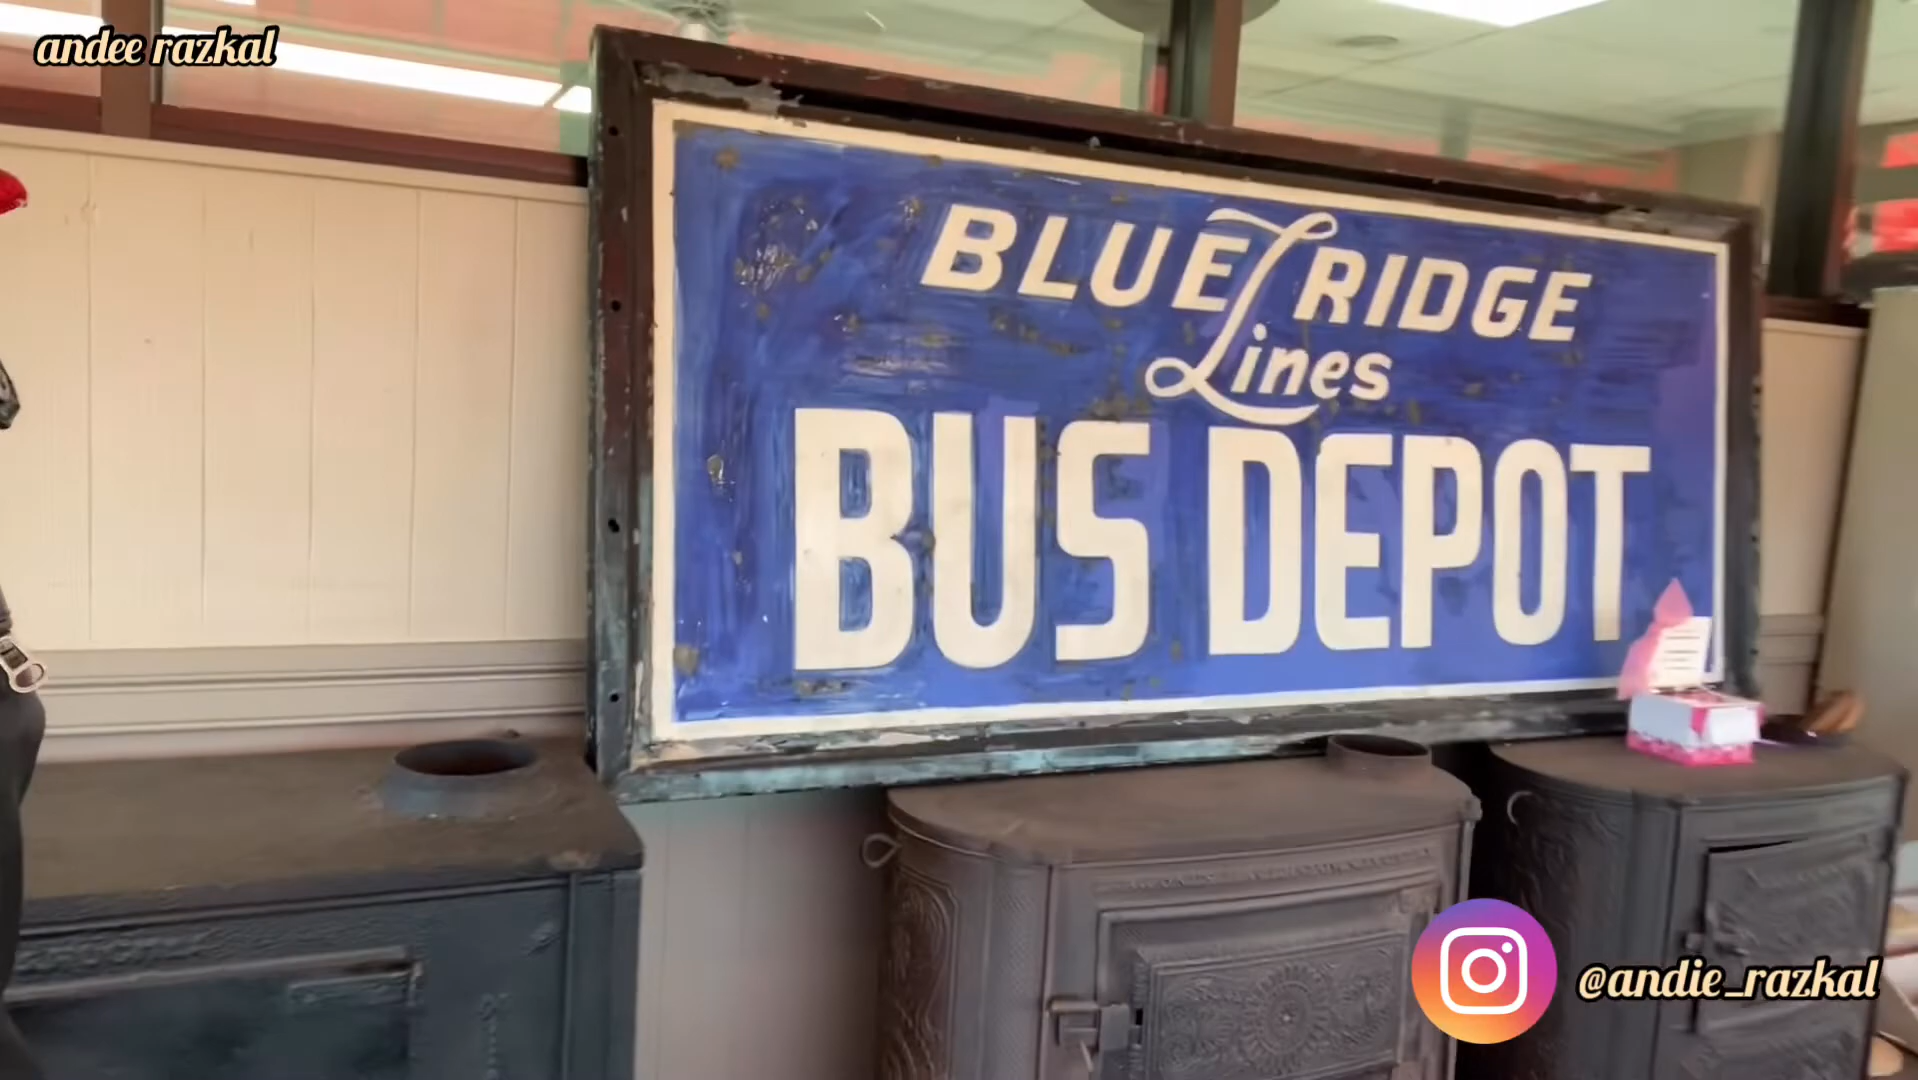 andee razkal
BLUE RIDGE
Lines
BUS DEPOT
@andie_razkal